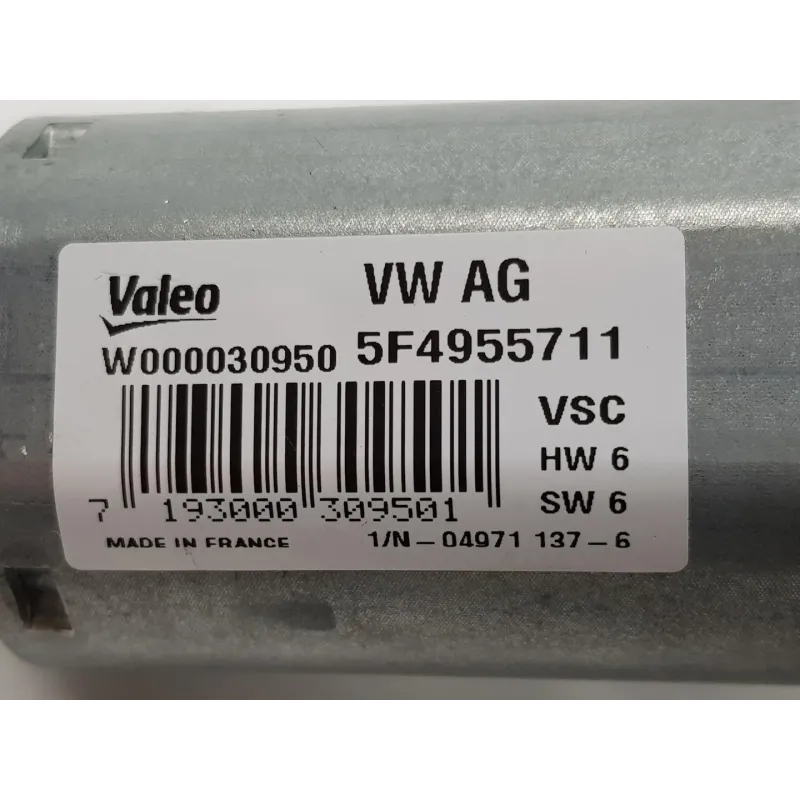 Valeo VW AG
W000030950 5F4955711
VSC
HW 6
7 193000 309501 SW 6
MADE IN FRANCE 1/N-04971 137-6